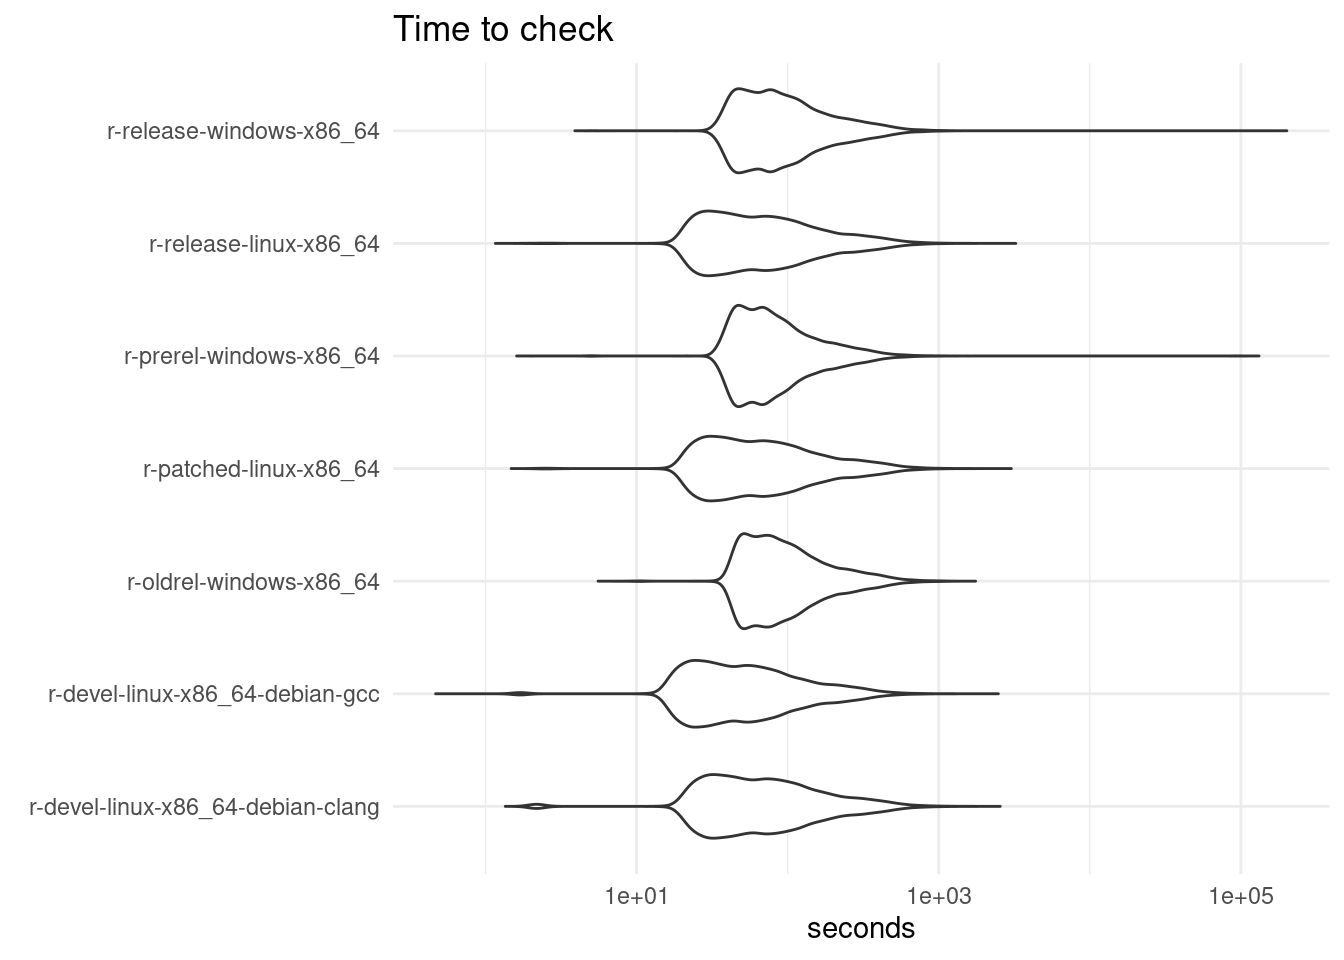 Time to check
r-release-windows-x86_64
r-release-linux-x86_64
r-prerel-windows-x86_64
r-patched-linux-x86_64
r-oldrel-windows-x86_64
r-devel-linux-x86_64-debian-gcc
r-devel-linux-x86_64-debian-clang
1e+01 1e+03 1e+05
seconds